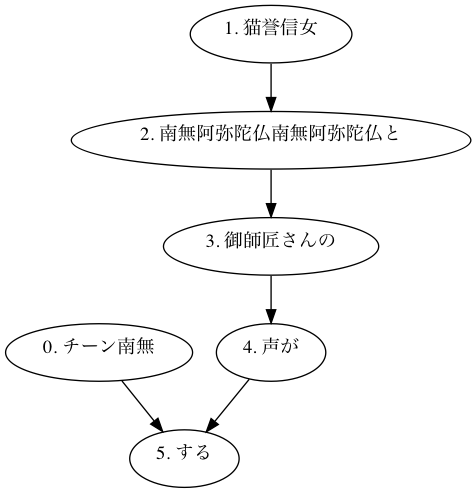 1. 猫誉信女
2. 南無阿弥陀仏南無阿弥陀仏と
3. 御師匠さんの
0. チーン南無
4. 声が
5. する